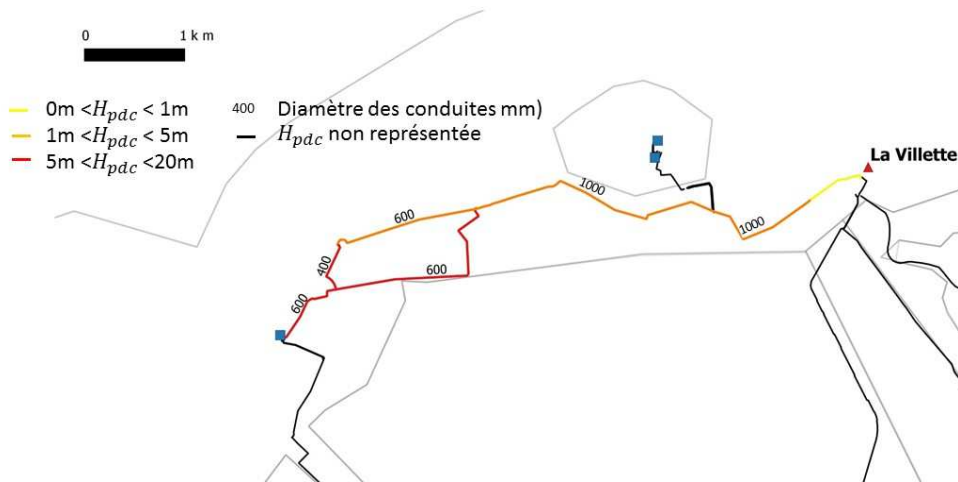 0 1 km
0m <H_pdc < 1m
1m <H_pdc < 5m
5m <H_pdc <20m
400 Diamètre des conduites mm)
H_pdc non représentée
La Villette
1000
600
1000
400
600
600